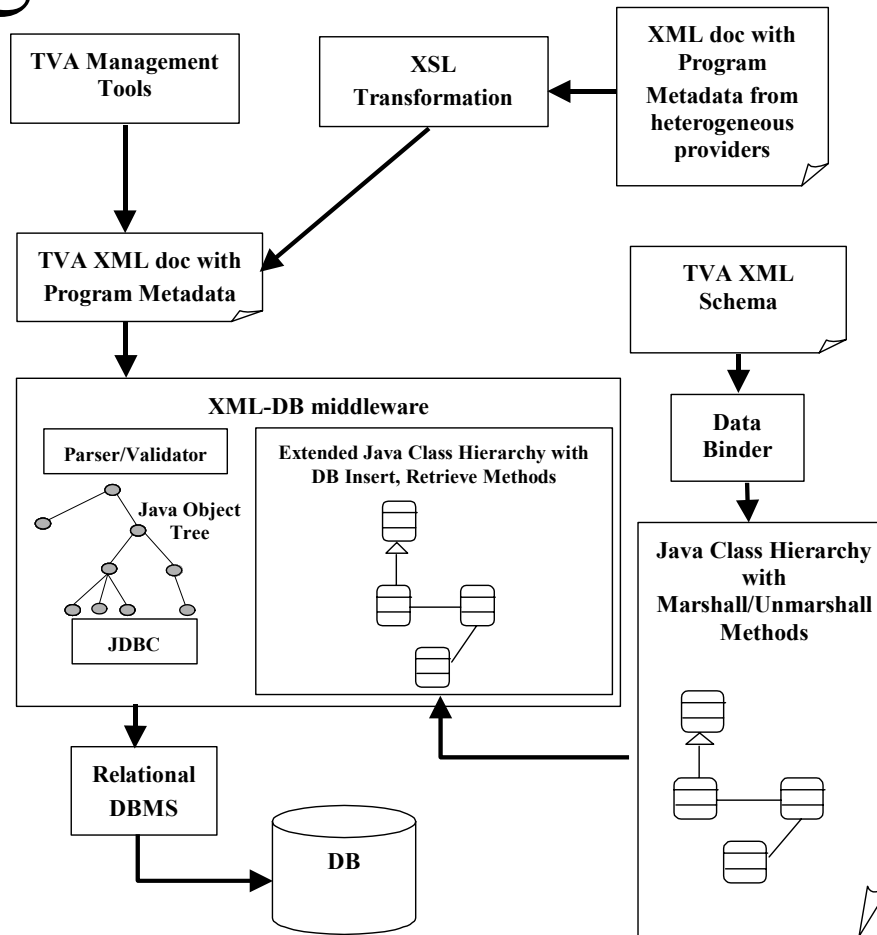 TVA Management
Tools
XSL
Transformation
XML doc with
Program
Metadata from
heterogeneous
providers
TVA XML doc with
Program Metadata
TVA XML
Schema
XML-DB middleware
Parser/Validator
Java Object
Tree
JDBC
Extended Java Class Hierarchy with
DB Insert, Retrieve Methods
Data
Binder
Java Class Hierarchy
with
Marshall/Unmarshall
Methods
Relational
DBMS
DB